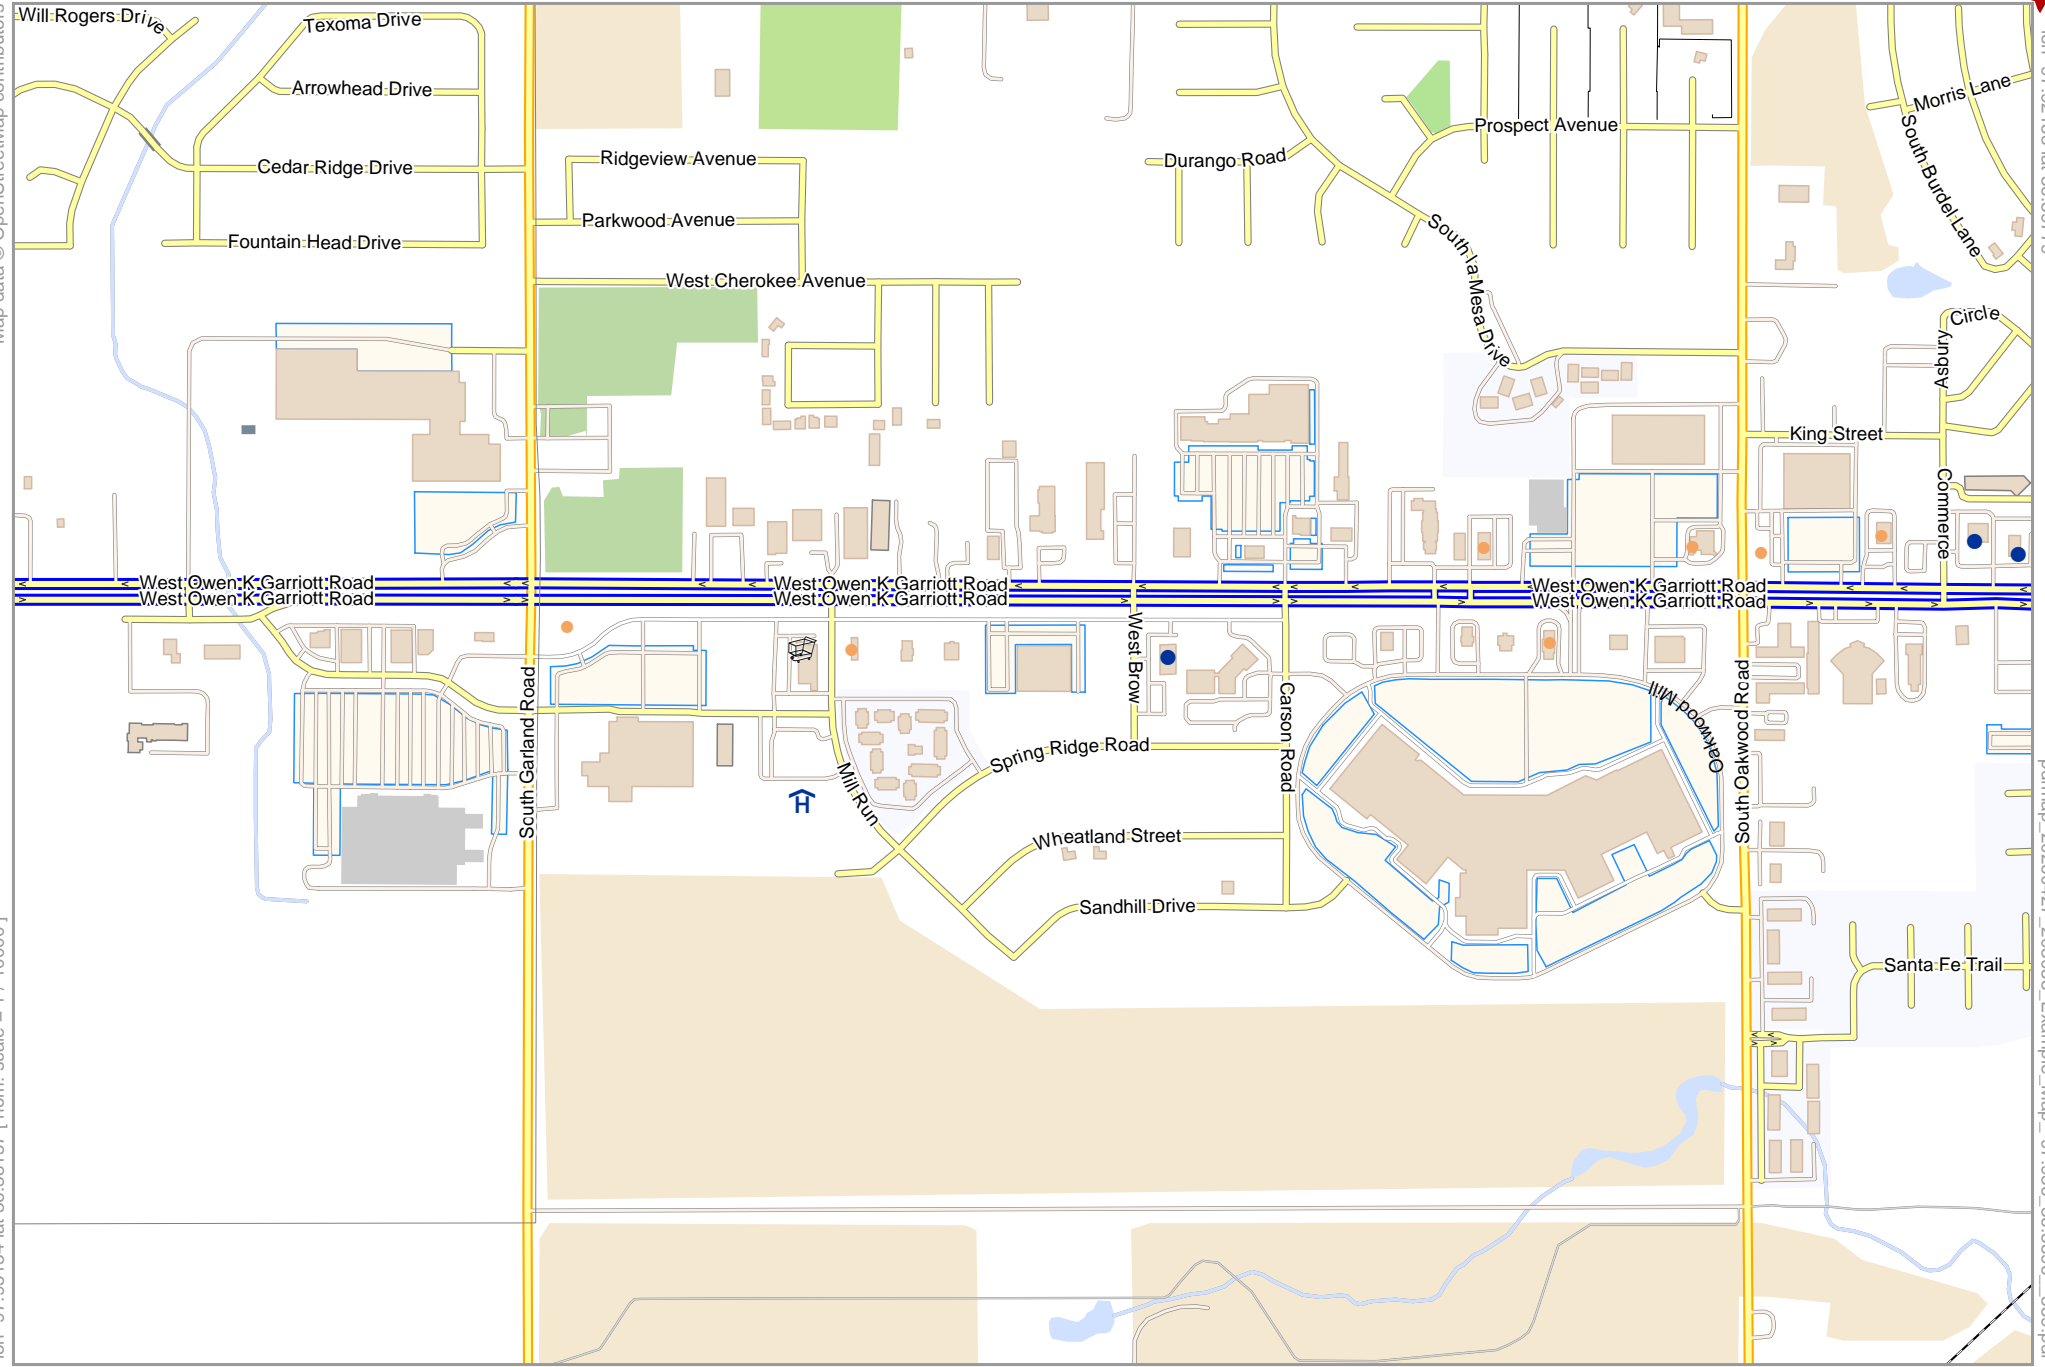 Will Rogers Drive
Texoma Drive
Arrowhead Drive
Cedar Ridge Drive
Fountain Head Drive
Ridgeview Avenue
Parkwood Avenue
West Cherokee Avenue
Durango Road
Prospect Avenue
South la Mesa Drive
Morris Lane
South Burdel Lane
Circle
Asbury
King Street
Commerce
West Owen K Garriott Road
West Owen K Garriott Road
West Owen K Garriott Road
West Owen K Garriott Road
West Owen K Garriott Road
West Owen K Garriott Road
South Garland Road
West Brow
Carson Road
Oakwood Mall
South Oakwood Road
Spring Ridge Road
Mill Run
H
Wheatland Street
Sandhill Drive
Santa Fe Trail